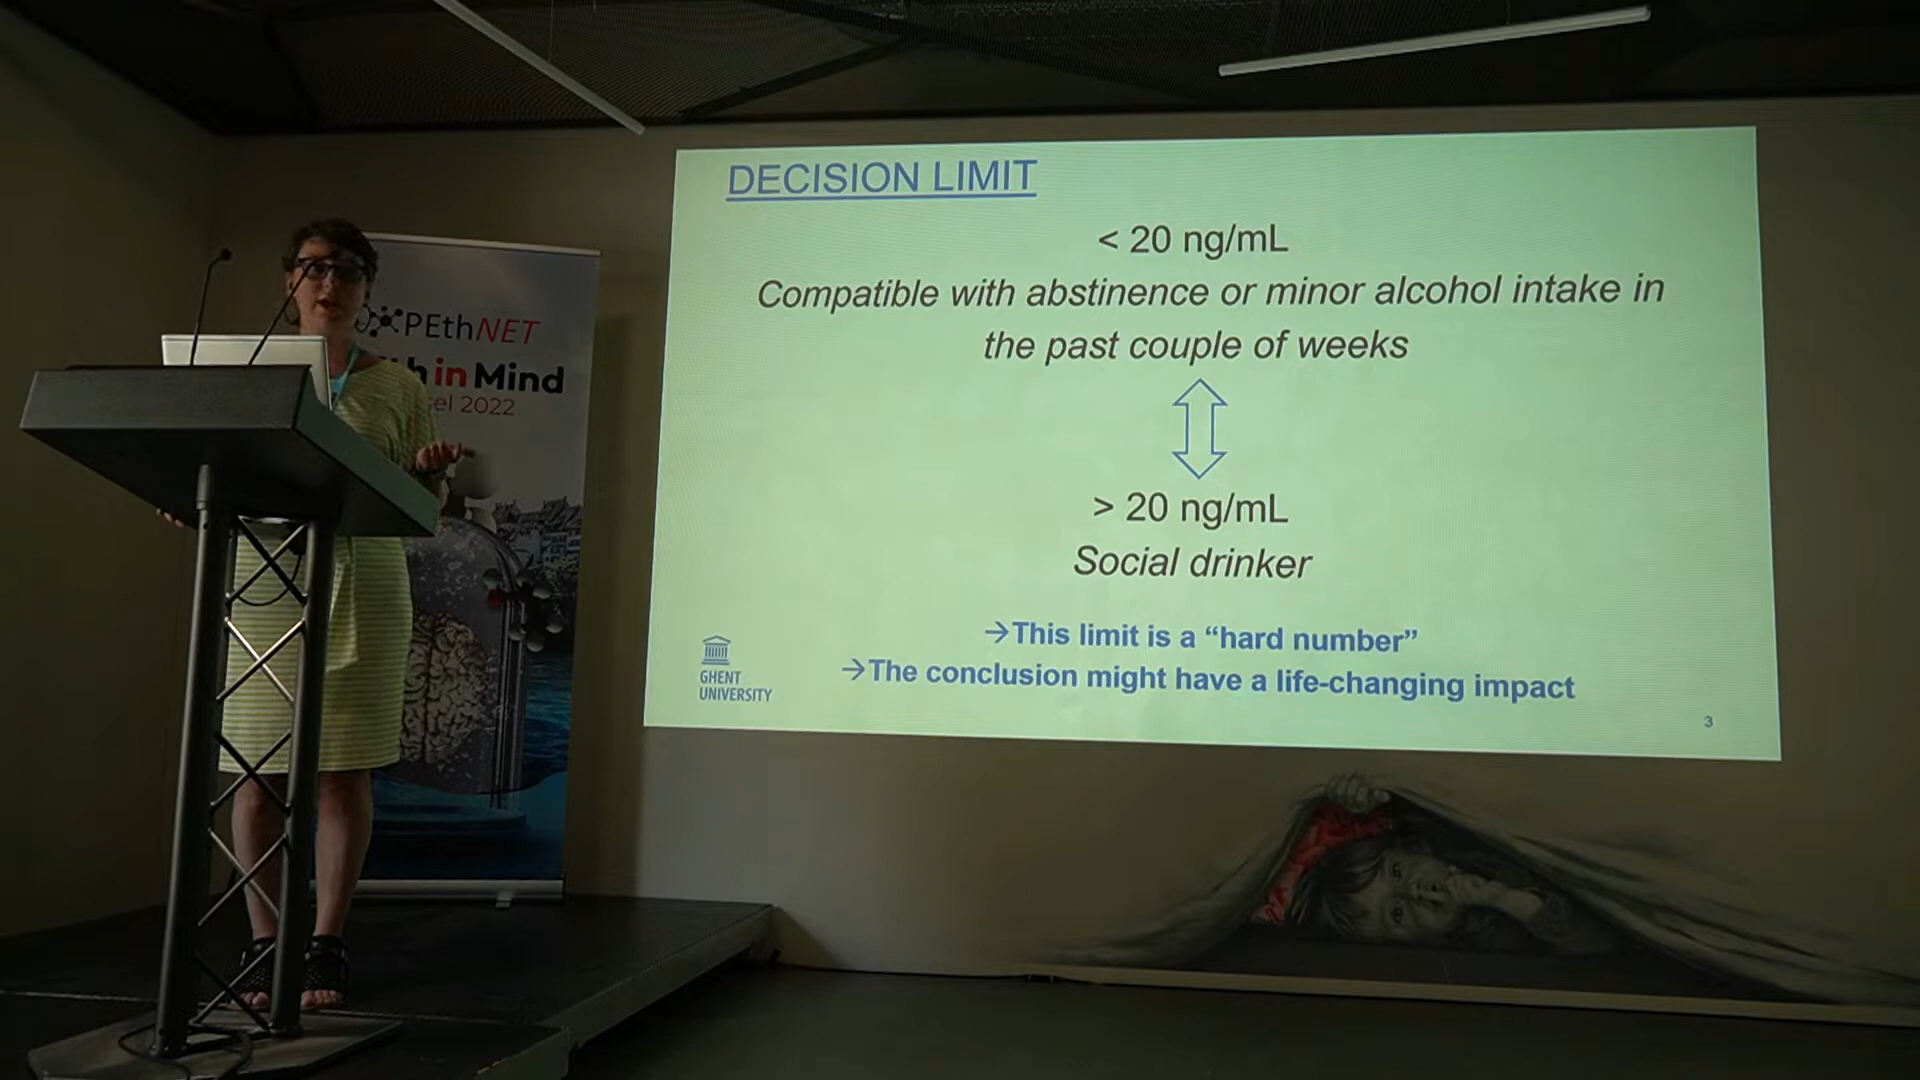 DECISION LIMIT
< 20 ng/mL
Compatible with abstinence or minor alcohol intake in
the past couple of weeks
> 20 ng/mL
Social drinker
→This limit is a “hard number”
→The conclusion might have a life-changing impact
GHENT
UNIVERSITY
3
PEthNET
in Mind
2022